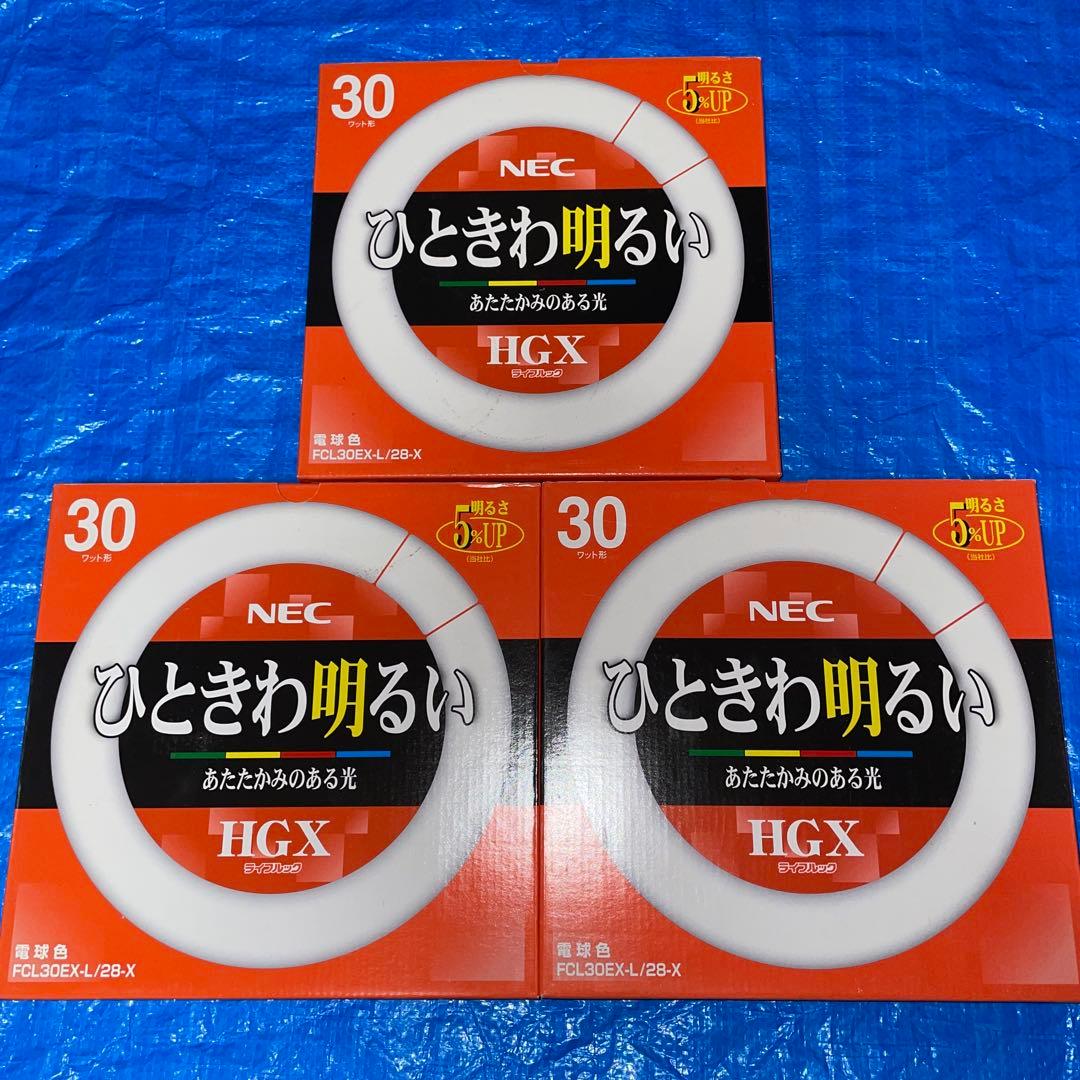 30
ワット形
明るさ
5%UP
(当社比)
NEC
ひときわ明るい
あたたかみのある光
HGX
ライフルック
電球色
FCL30EX-L/28-X
30
ワット形
明るさ
5%UP
(当社比)
NEC
ひときわ明るい
あたたかみのある光
HGX
ライフルック
電球色
FCL30EX-L/28-X
30
ワット形
明るさ
5%UP
(当社比)
NEC
ひときわ明るい
あたたかみのある光
HGX
ライフルック
電球色
FCL30EX-L/28-X